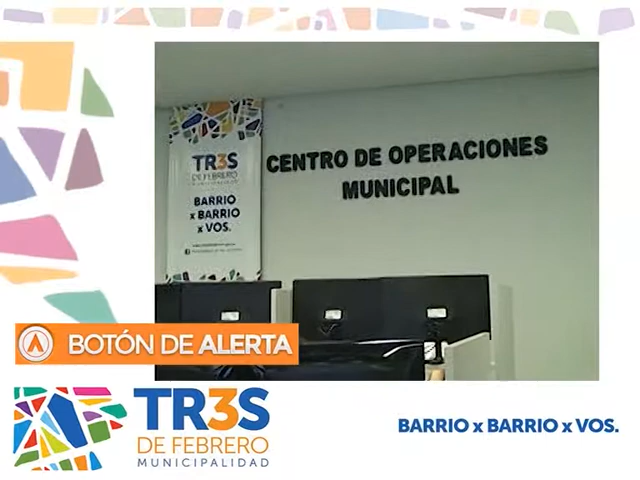 TR3S
DE FEBRERO
MUNICIPALIDAD
BARRIO
x BARRIO
x VOS.
CENTRO DE OPERACIONES
MUNICIPAL
BOTÓN DE ALERTA
TR3S
DE FEBRERO
MUNICIPALIDAD
BARRIO x BARRIO x VOS.